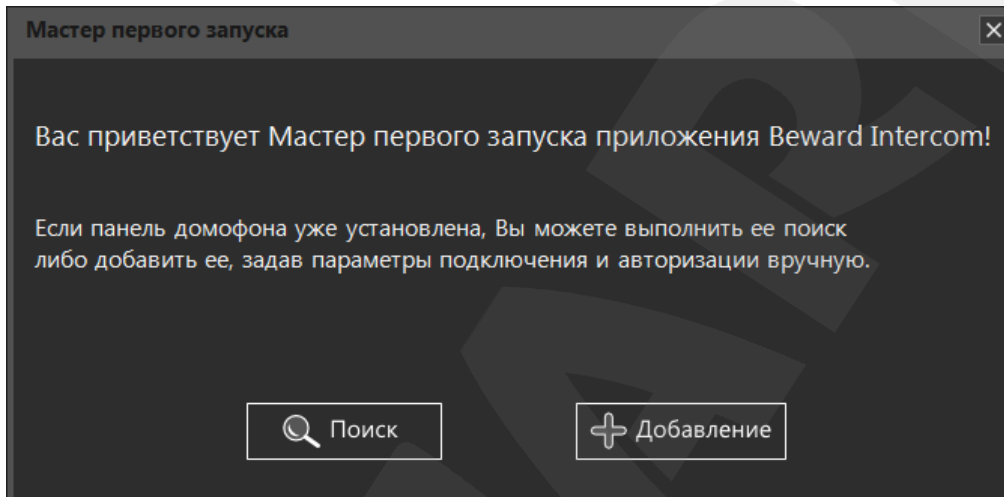 Мастер первого запуска
Вас приветствует Мастер первого запуска приложения Beward Intercom!
Если панель домофона уже установлена, Вы можете выполнить ее поиск
либо добавить ее, задав параметры подключения и авторизации вручную.
Поиск
Добавление